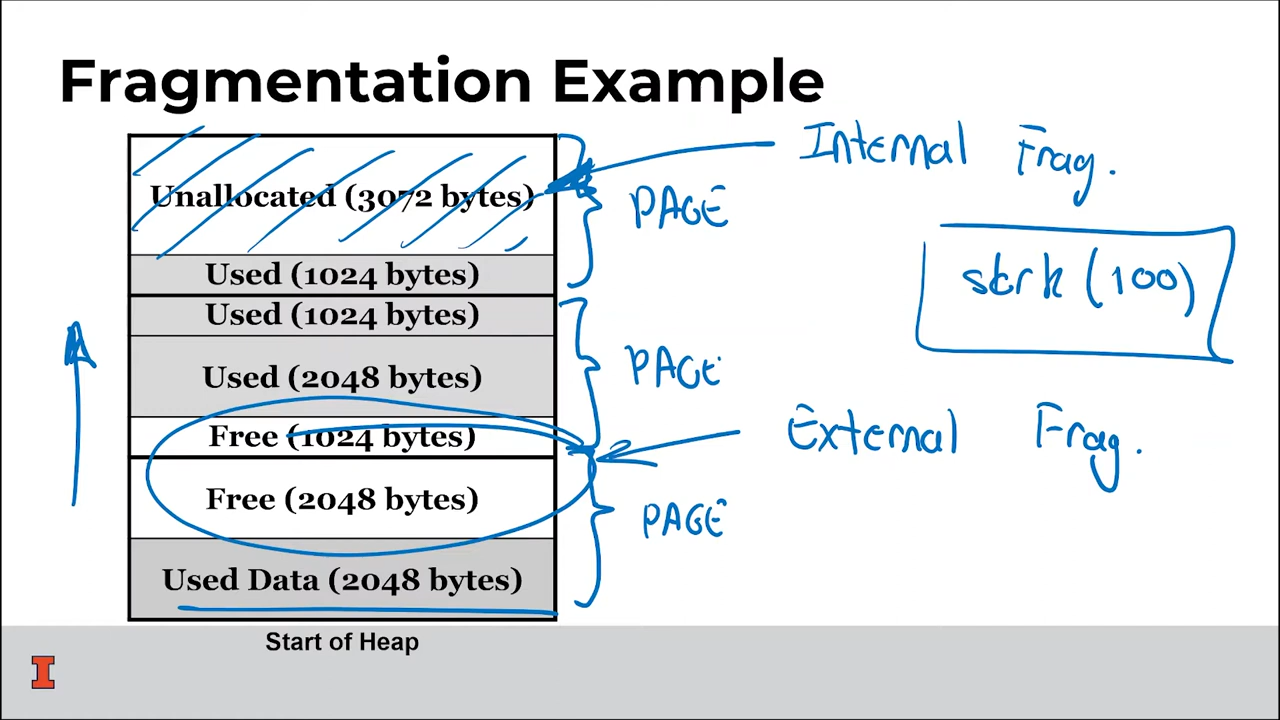 Fragmentation Example
Internal Frag.
Unallocated (3072 bytes)
PAGE
Used (1024 bytes)
sbrk (100)
Used (1024 bytes)
Used (2048 bytes)
PAGE
Free (1024 bytes)
External Frag.
Free (2048 bytes)
PAGE
Used Data (2048 bytes)
Start of Heap
I